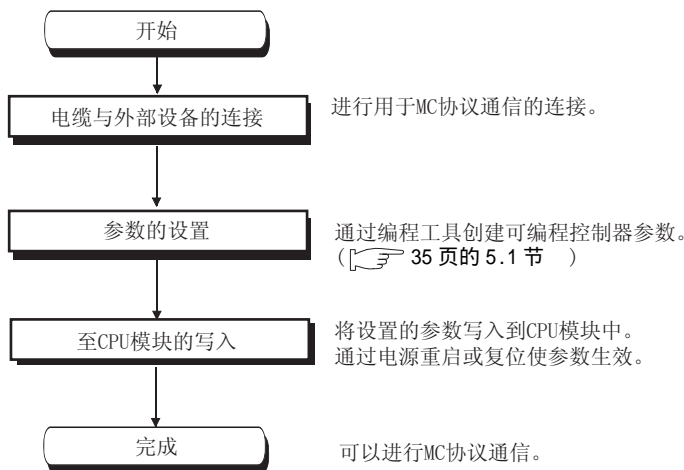 开始
电缆与外部设备的连接
进行用于MC协议通信的连接。
参数的设置
通过编程工具创建可编程控制器参数。
( 35 页的 5.1 节 )
至CPU模块的写入
将设置的参数写入到CPU模块中。
通过电源重启或复位使参数生效。
完成
可以进行MC协议通信。